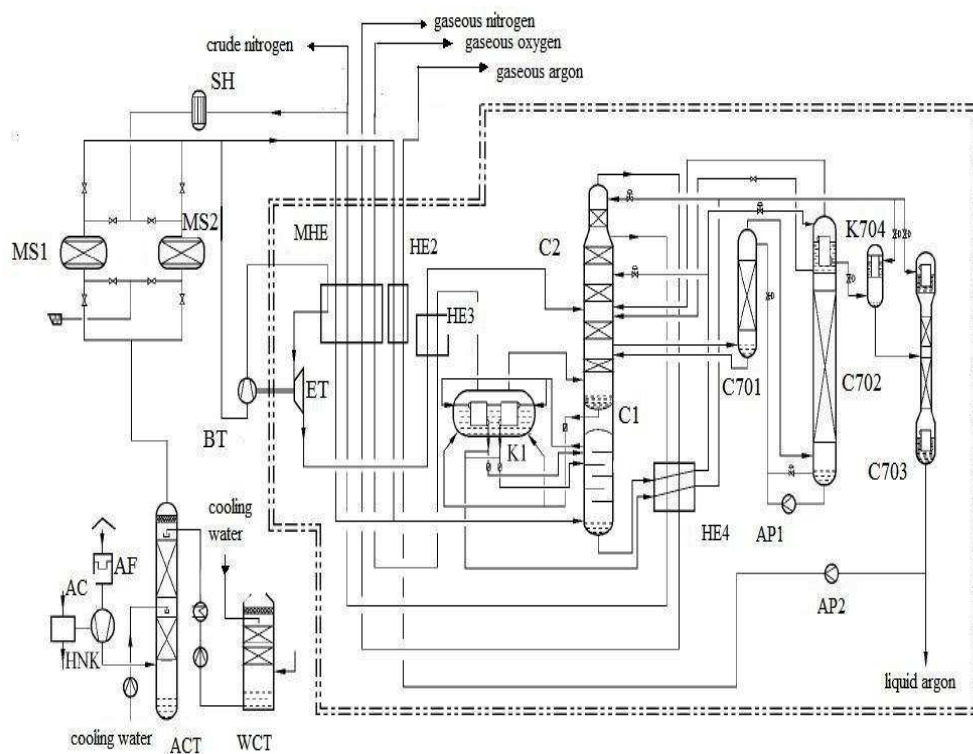 gaseous nitrogen
crude nitrogen
gaseous oxygen
gaseous argon
SH
MS1
MS2
MHE
HE2
C2
K704
HE3
ET
BT
K1
C1
C701
C702
C703
cooling
water
HE4
AP1
AF
AC
HNK
AP2
liquid argon
cooling water
ACT
WCT